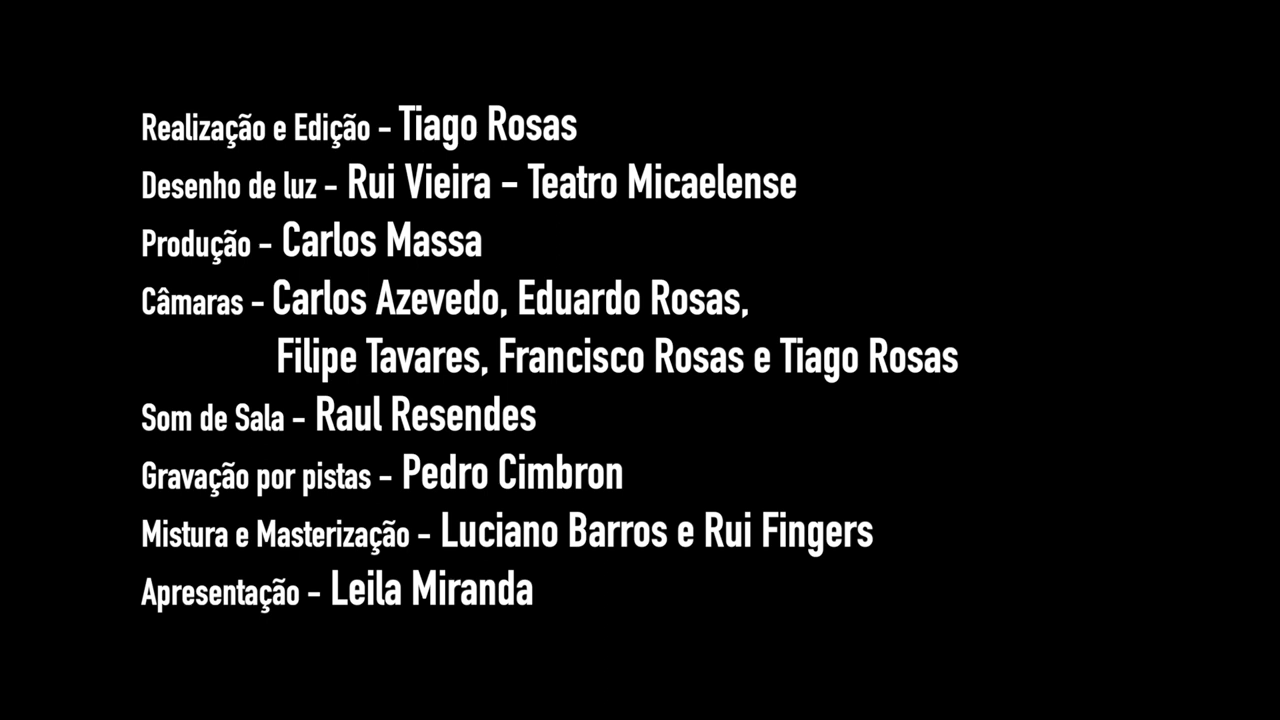 Realização e Edição - Tiago Rosas
Desenho de luz - Rui Vieira - Teatro Micaelense
Produção - Carlos Massa
Câmaras - Carlos Azevedo, Eduardo Rosas,
Filipe Tavares, Francisco Rosas e Tiago Rosas
Som de Sala - Raul Resendes
Gravação por pistas - Pedro Cimbron
Mistura e Masterização - Luciano Barros e Rui Fingers
Apresentação - Leila Miranda